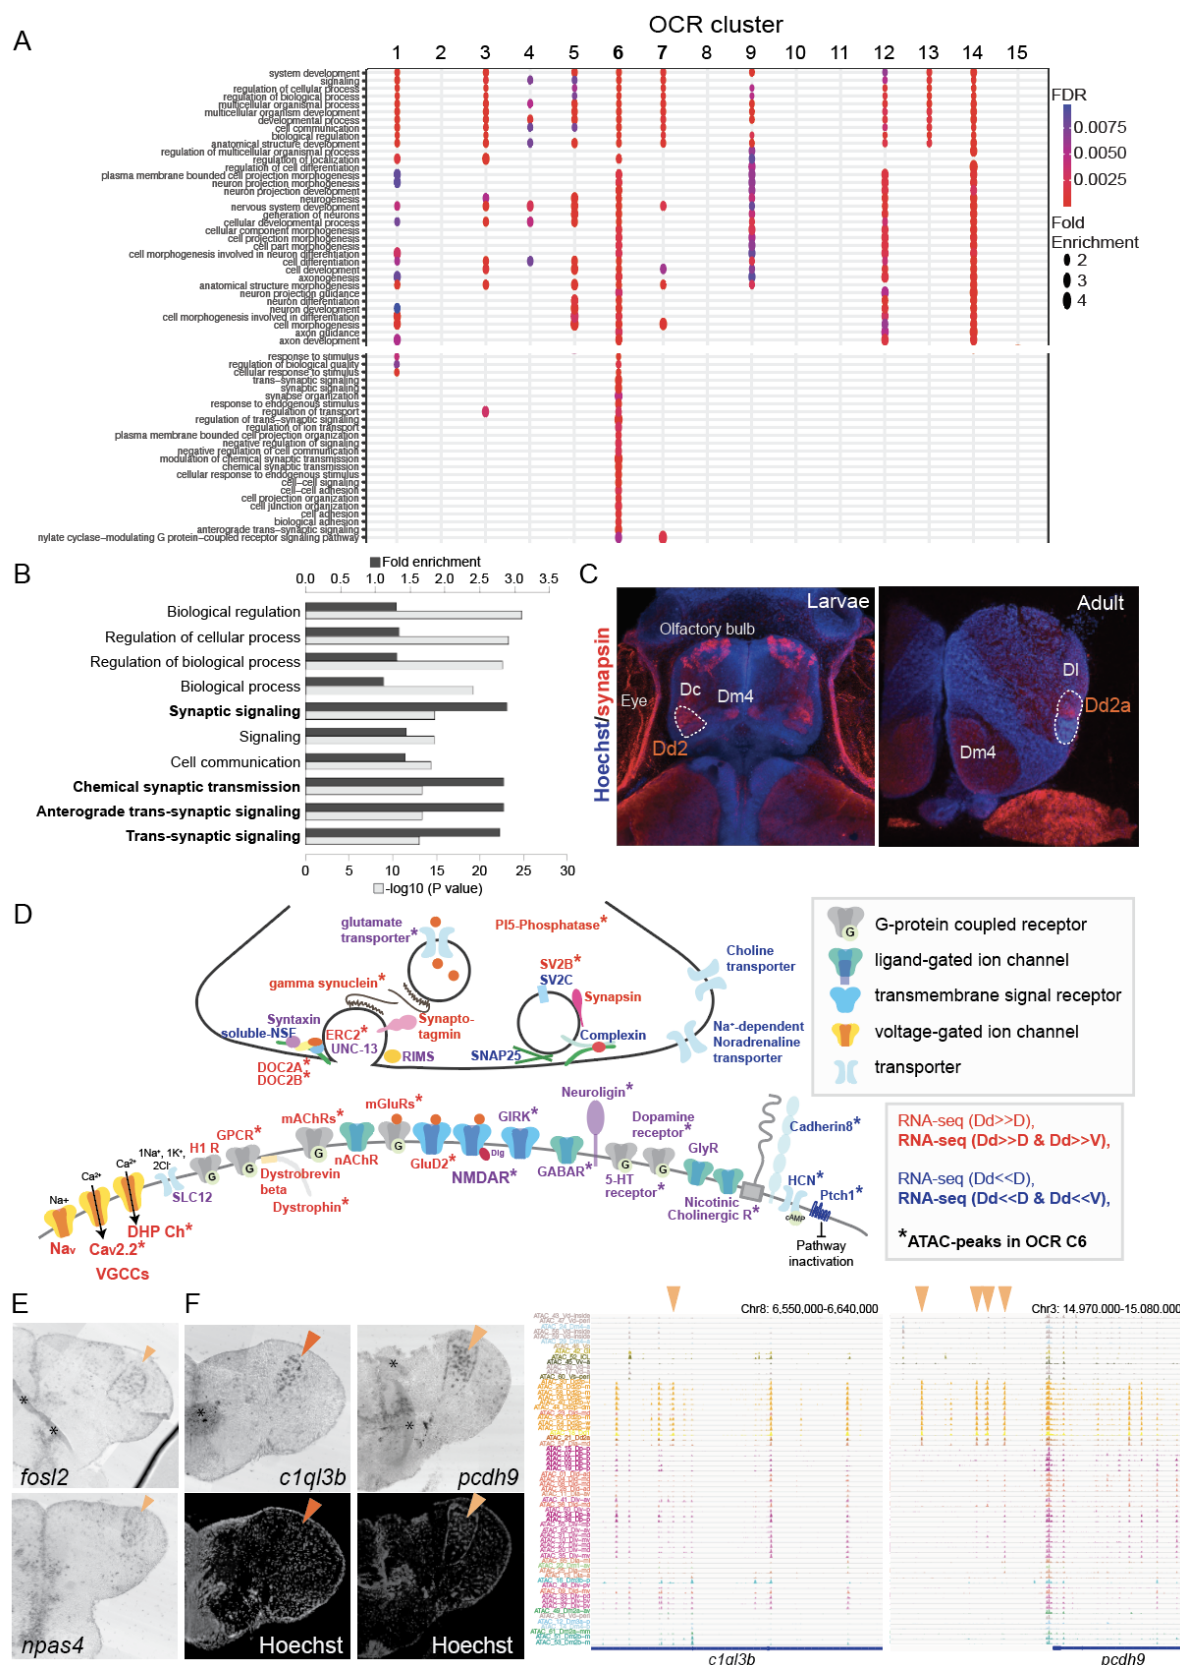 A
OCR cluster
1 2 3 4 5 6 7 8 9 10 11 12 13 14 15
system development
signaling
regulation of cellular process
regulation of biological process
multicellular organismal process
multicellular organism development
developmental process
cell communication
biological regulation
anatomical structure development
regulation of multicellular organismal process
regulation of localization
regulation of cell differentiation
plasma membrane bounded cell projection morphogenesis
neuron projection morphogenesis
neuron projection development
neurogenesis
nervous system development
generation of neurons
cellular developmental process
cellular component morphogenesis
cell projection morphogenesis
cell part morphogenesis
cell morphogenesis involved in neuron differentiation
cell differentiation
cell development
axonogenesis
anatomical structure morphogenesis
neuron projection guidance
neuron differentiation
neuron development
cell morphogenesis involved in differentiation
cell morphogenesis
axon guidance
axon development
response to stimulus
regulation of biological quality
cellular response to stimulus
trans-synaptic signaling
synaptic signaling
synapse organization
response to endogenous stimulus
regulation of transport
regulation of trans-synaptic signaling
regulation of ion transport
plasma membrane bounded cell projection organization
negative regulation of signaling
negative regulation of cell communication
modulation of chemical synaptic transmission
chemical synaptic transmission
cellular response to endogenous stimulus
cell-cell signaling
cell-cell adhesion
cell projection organization
cell junction organization
cell adhesion
biological adhesion
anterograde trans-synaptic signaling
nylate cyclase-modulating G protein-coupled receptor signaling pathway
FDR
0.0075
0.0050
0.0025
Fold
Enrichment
2
3
4
B
Fold enrichment
0.0 0.5 1.0 1.5 2.0 2.5 3.0 3.5
Biological regulation
Regulation of cellular process
Regulation of biological process
Biological process
Synaptic signaling
Signaling
Cell communication
Chemical synaptic transmission
Anterograde trans-synaptic signaling
Trans-synaptic signaling
0 5 10 15 20 25 30
-log10 (P value)
C
Hoechst/synapsin
Larvae
Olfactory bulb
Eye
Dc
Dm4
Dd2
Adult
Dl
Dd2a
Dm4
D
glutamate
transporter*
PI5-Phosphatase*
gamma synuclein*
SV2B*
SV2C
Synapsin
Choline
transporter
Syntaxin
soluble-NSF
ERC2*
UNC-13
Synapto-
tagmin
RIMS
SNAP25
Complexin
Na+-dependent
Noradrenaline
transporter
DOC2A*
DOC2B*
Neuroligin*
mAChRs*
mGluRs*
GIRK*
Dopamine
receptor*
Cadherin8*
GPCR*
H1 R
1Na+, 1K+,
2Cl-
SLC12
Ca2+
Ca2+
Na+
nAChR
GluD2*
Dlg
NMDAR*
GABAR*
5-HT
receptor*
GlyR
Nicotinic
Cholinergic R*
HCN*
cAMP
Ptch1*
Pathway
inactivation
Dystrobrevin
beta
Dystrophin*
Nav
Cav2.2*
DHP Ch*
VGCCs
G
G-protein coupled receptor
ligand-gated ion channel
transmembrane signal receptor
voltage-gated ion channel
transporter
RNA-seq (Dd>>D),
RNA-seq (Dd>>D & Dd>>V),
RNA-seq (Dd<<D),
RNA-seq (Dd<<D & Dd<<V),
*ATAC-peaks in OCR C6
E
fosl2
npas4
F
c1ql3b
pcdh9
Hoechst
Hoechst
Chr8: 6,550,000-6,640,000
Chr3: 14.970.000-15.080.000
c1ql3b
pcdh9